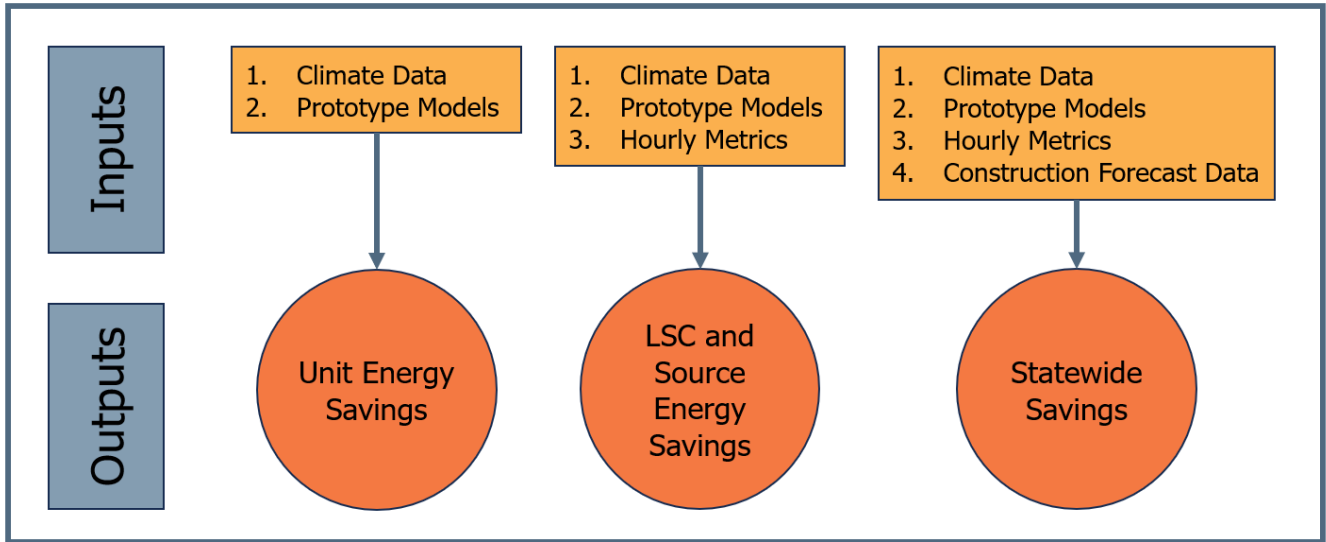 Inputs
1. Climate Data
2. Prototype Models
1. Climate Data
2. Prototype Models
3. Hourly Metrics
1. Climate Data
2. Prototype Models
3. Hourly Metrics
4. Construction Forecast Data
Outputs
Unit Energy
Savings
LSC and
Source
Energy
Savings
Statewide
Savings